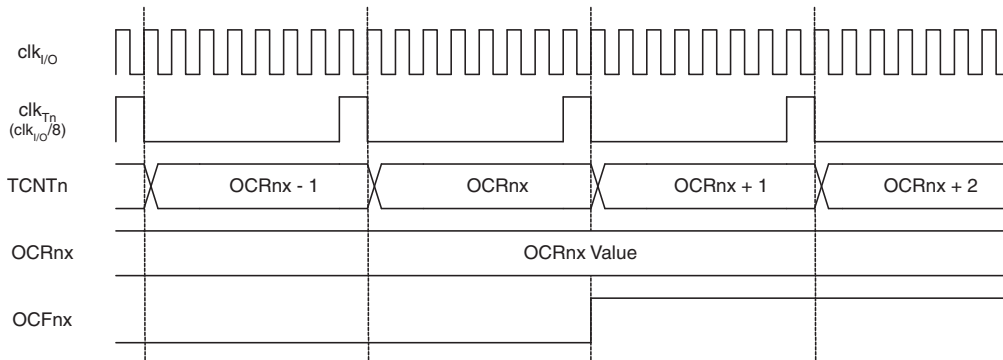 clkI/O
clkTn
(clkI/O/8)
TCNTn OCRnx - 1 OCRnx OCRnx + 1 OCRnx + 2
OCRnx OCRnx Value
OCFnx